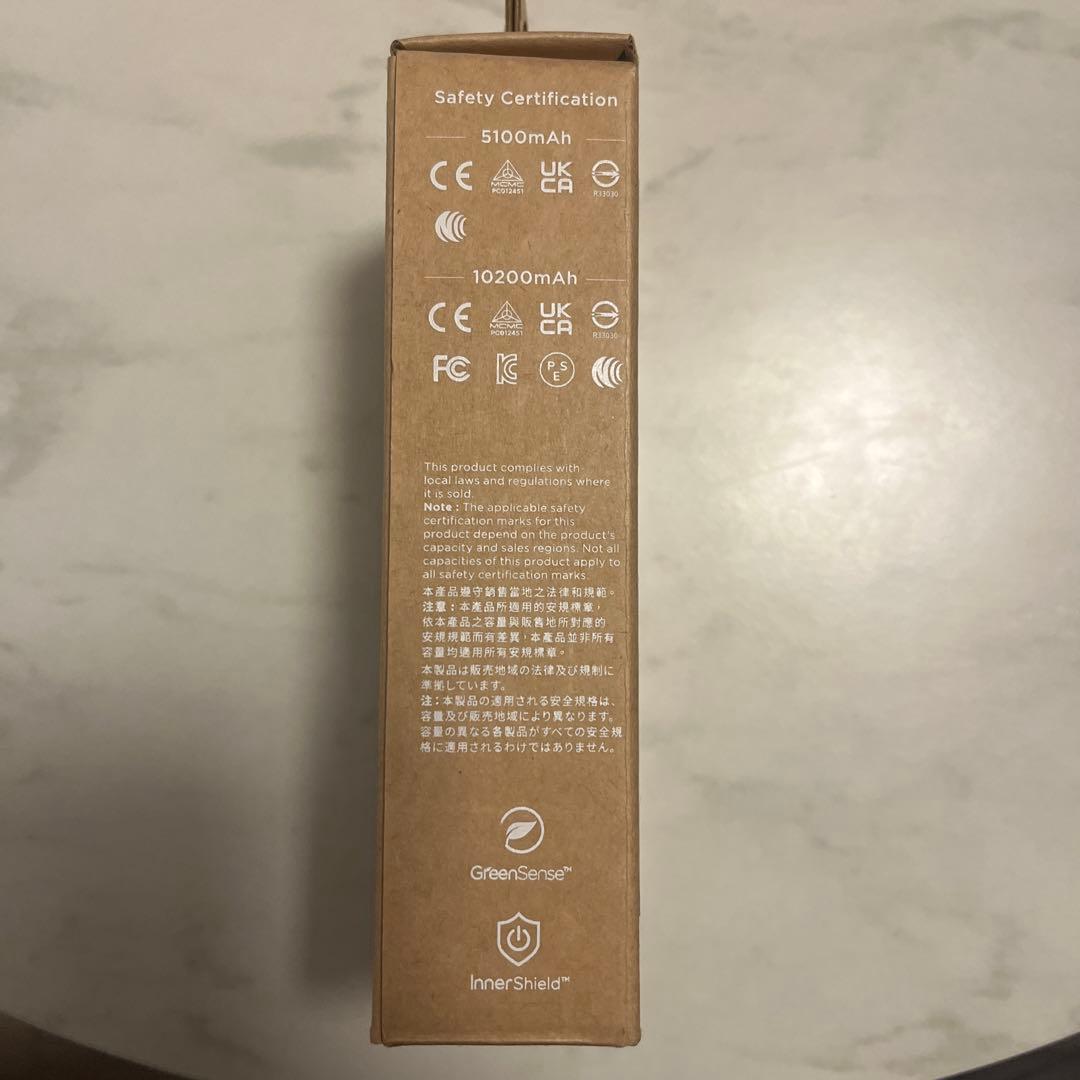 Safety Certification
5100mAh
CE MCMC UK CA
PC012451 R33030
10200mAh
CE MCMC UK CA
PC012451 R33030
FC KC PSE
This product complies with
local laws and regulations where
it is sold.
Note : The applicable safety
certification marks for this
product depend on the product's
capacity and sales regions. Not all
capacities of this product apply to
all safety certification marks.
本產品遵守銷售當地之法律和規範。
注意：本產品所適用的安規標章，
依本產品之容量與販售地所對應的
安規規範而有差異，本產品並非所有
容量均適用所有安規標章。
本製品は販売地域の法律及び規制に
準拠しています。
注：本製品の適用される安全規格は、
容量及び販売地域により異なります。
容量の異なる各製品がすべての安全規
格に適用されるわけではありません。
GreenSense™
InnerShield™